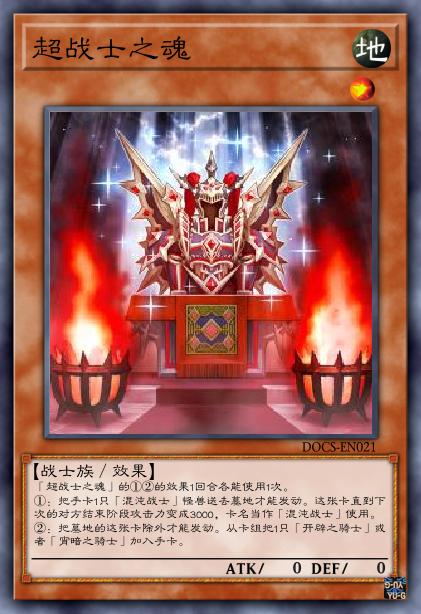 超战士之魂
地
DOCS-EN021
【战士族／效果】
「超战士之魂」的①②的效果1回合各能使用1次。
①：把手卡1只「混沌战士」怪兽送去墓地才能发动。这张卡直到下
次的对方结束阶段攻击力变成3000，卡名当作「混沌战士」使用。
②：把墓地的这张卡除外才能发动。从卡组把1只「开辟之骑士」或
者「宵暗之骑士」加入手卡。
ATK/ 0 DEF/ 0